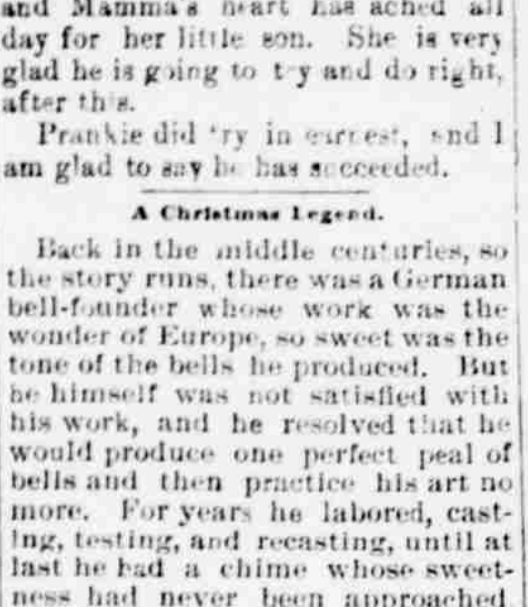 and Mamma's heart has ached all
day for her little son. She is very
glad he is going to try and do right,
after this.
Prankie did try in earnest, and I
am glad to say he has succeeded.
A Christmas Legend.
Back in the middle centuries, so
the story runs, there was a German
bell-founder whose work was the
wonder of Europe, so sweet was the
tone of the bells he produced. But
he himself was not satisfied with
his work, and he resolved that he
would produce one perfect peal of
bells and then practice his art no
more. For years he labored, cast-
ing, testing, and recasting, until at
last he had a chime whose sweet-
ness had never been approached.